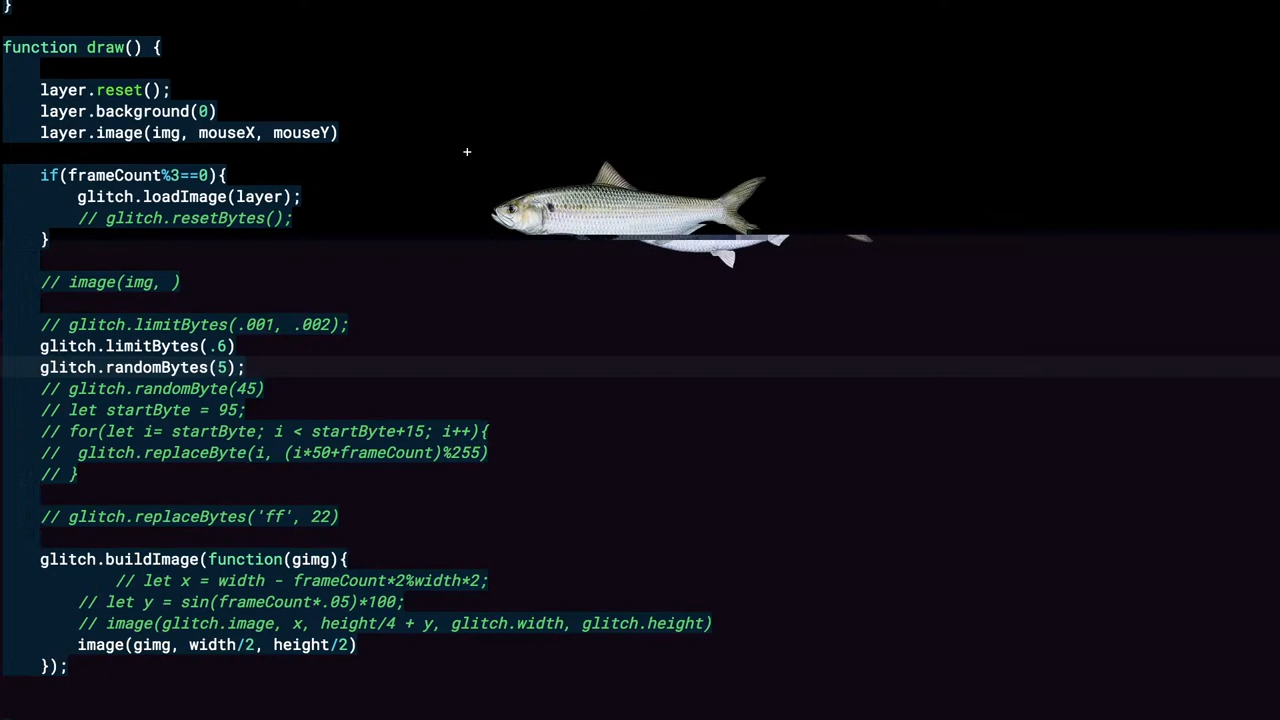 }
function draw() {
layer.reset();
layer.background(0)
layer.image(img, mouseX, mouseY)
if(frameCount%3==0){
glitch.loadImage(layer);
// glitch.resetBytes();
}
// image(img, )
// glitch.limitBytes(.001, .002);
glitch.limitBytes(.6)
glitch.randomBytes(5);
// glitch.randomByte(45)
// let startByte = 95;
// for(let i= startByte; i < startByte+15; i++){
//  glitch.replaceByte(i, (i*50+frameCount)%255)
// }
// glitch.replaceBytes('ff', 22)
glitch.buildImage(function(gimg){
// let x = width - frameCount*2%width*2;
// let y = sin(frameCount*.05)*100;
// image(glitch.image, x, height/4 + y, glitch.width, glitch.height)
image(gimg, width/2, height/2)
});